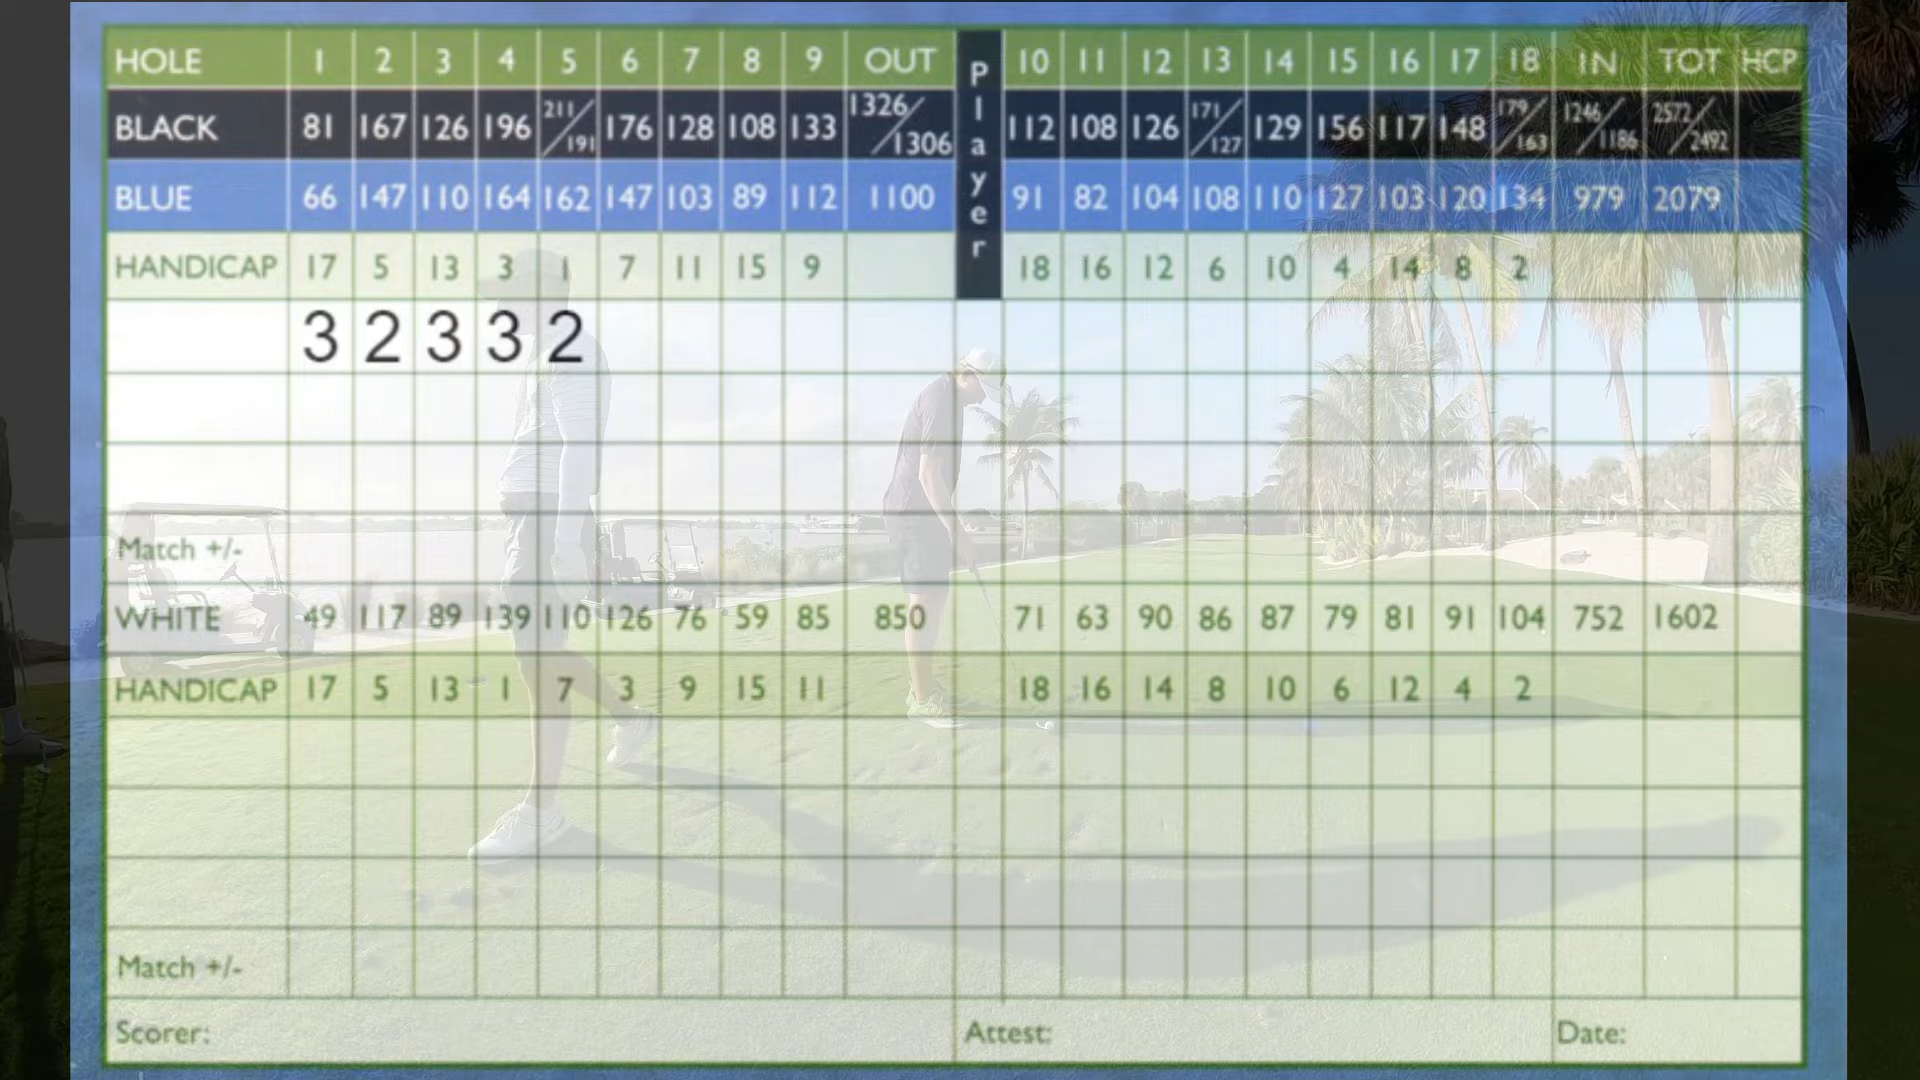 HOLE 1 2 3 4 5 6 7 8 9 OUT Player 10 11 12 13 14 15 16 17 18 IN TOT HCP
BLACK 81 167 126 196 211/191 176 128 108 133 1326/1306 112 108 126 171/127 129 156 117 148 179/163 1246/1186 2572/2492
BLUE 66 147 110 164 162 147 103 89 112 1100 91 82 104 108 110 127 103 120 134 979 2079
HANDICAP 17 5 13 3 1 7 11 15 9 18 16 12 6 10 4 14 8 2
3 2 3 3 2
Match +/-
WHITE 49 117 89 139 110 126 76 59 85 850 71 63 90 86 87 79 81 91 104 752 1602
HANDICAP 17 5 13 1 7 3 9 15 11 18 16 14 8 10 6 12 4 2
Match +/-
Scorer: Attest: Date: